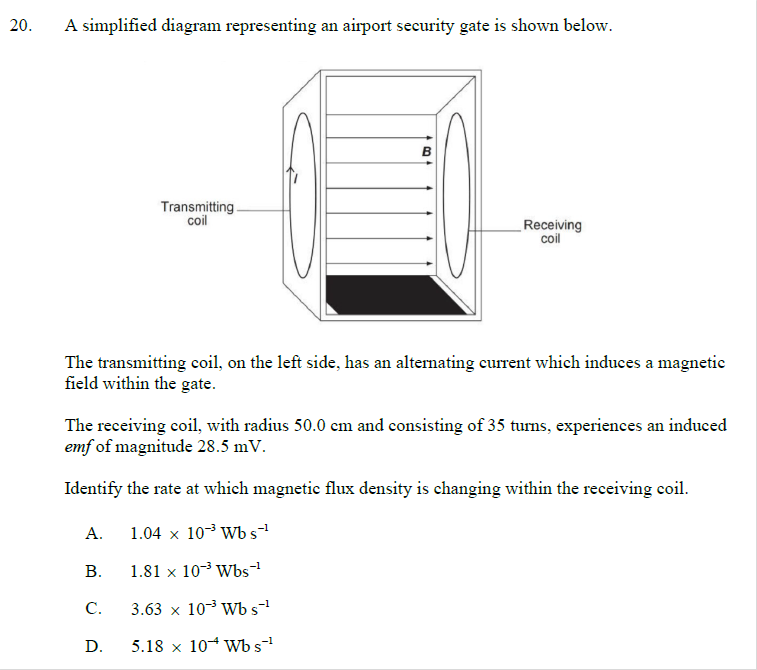 20. A simplified diagram representing an airport security gate is shown below.
B
I
Transmitting
coil
Receiving
coil
The transmitting coil, on the left side, has an alternating current which induces a magnetic
field within the gate.
The receiving coil, with radius 50.0 cm and consisting of 35 turns, experiences an induced
emf of magnitude 28.5 mV.
Identify the rate at which magnetic flux density is changing within the receiving coil.
A. 1.04 × 10⁻³ Wb s⁻¹
B. 1.81 × 10⁻³ Wbs⁻¹
C. 3.63 × 10⁻³ Wb s⁻¹
D. 5.18 × 10⁻⁴ Wb s⁻¹